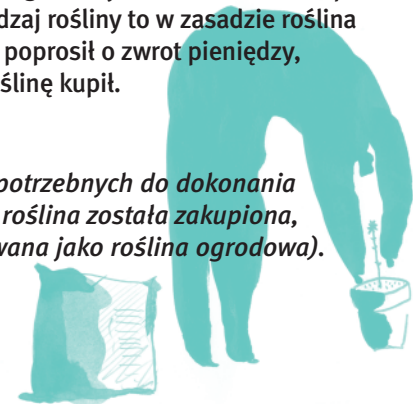 dzaj rośliny to w zasadzie roślina
poprosił o zwrot pieniędzy,
ślinę kupił.
potrzebnych do dokonania
roślina została zakupiona,
wana jako roślina ogrodowa).